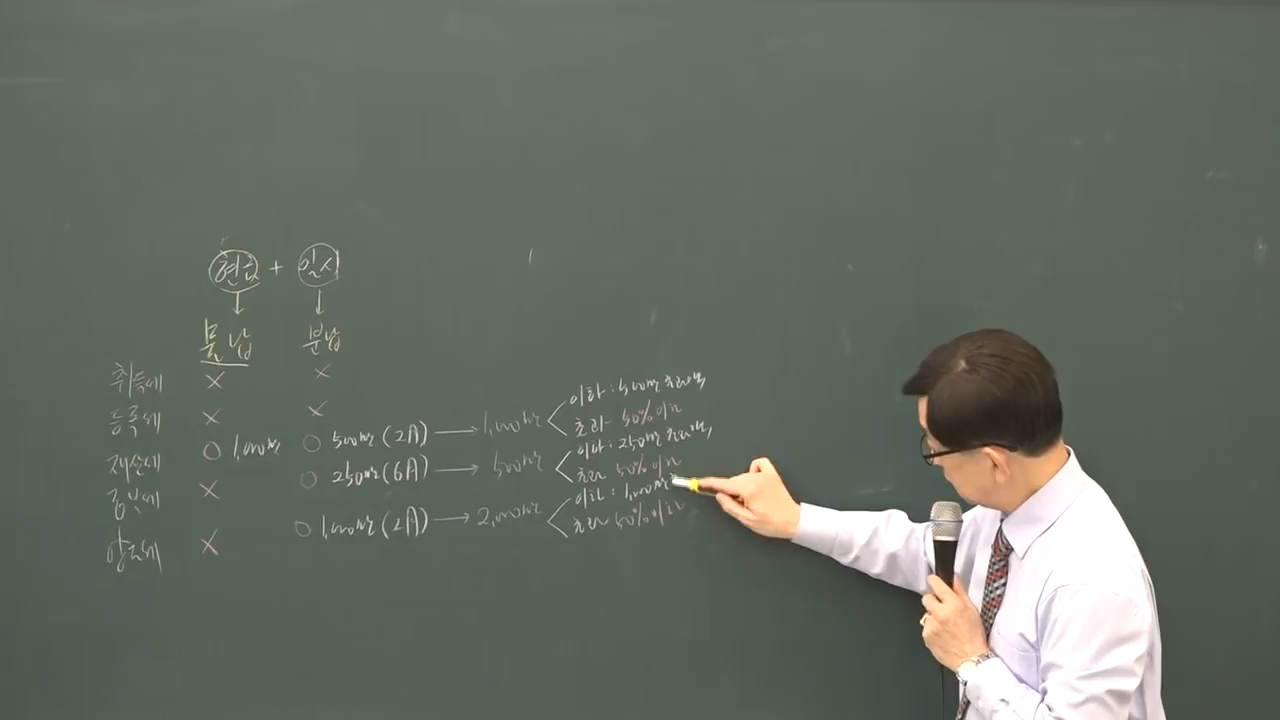 현금 + 일시
↓ ↓
물납 분납
취득세 × ×
등록세 × ×
재산세 ○ 1,000만 ○ 500만 (2月) → 1,000만 < 이하 : 500만 초과액,
초과 - 50% 이하
종부세 × ○ 250만 (6月) → 500만 < 이하 : 250만 초과액,
초과 50% 이하
양도세 × ○ 1,000만 (2月) → 2,000만 < 이하 : 1,000만
초과 50% 이하